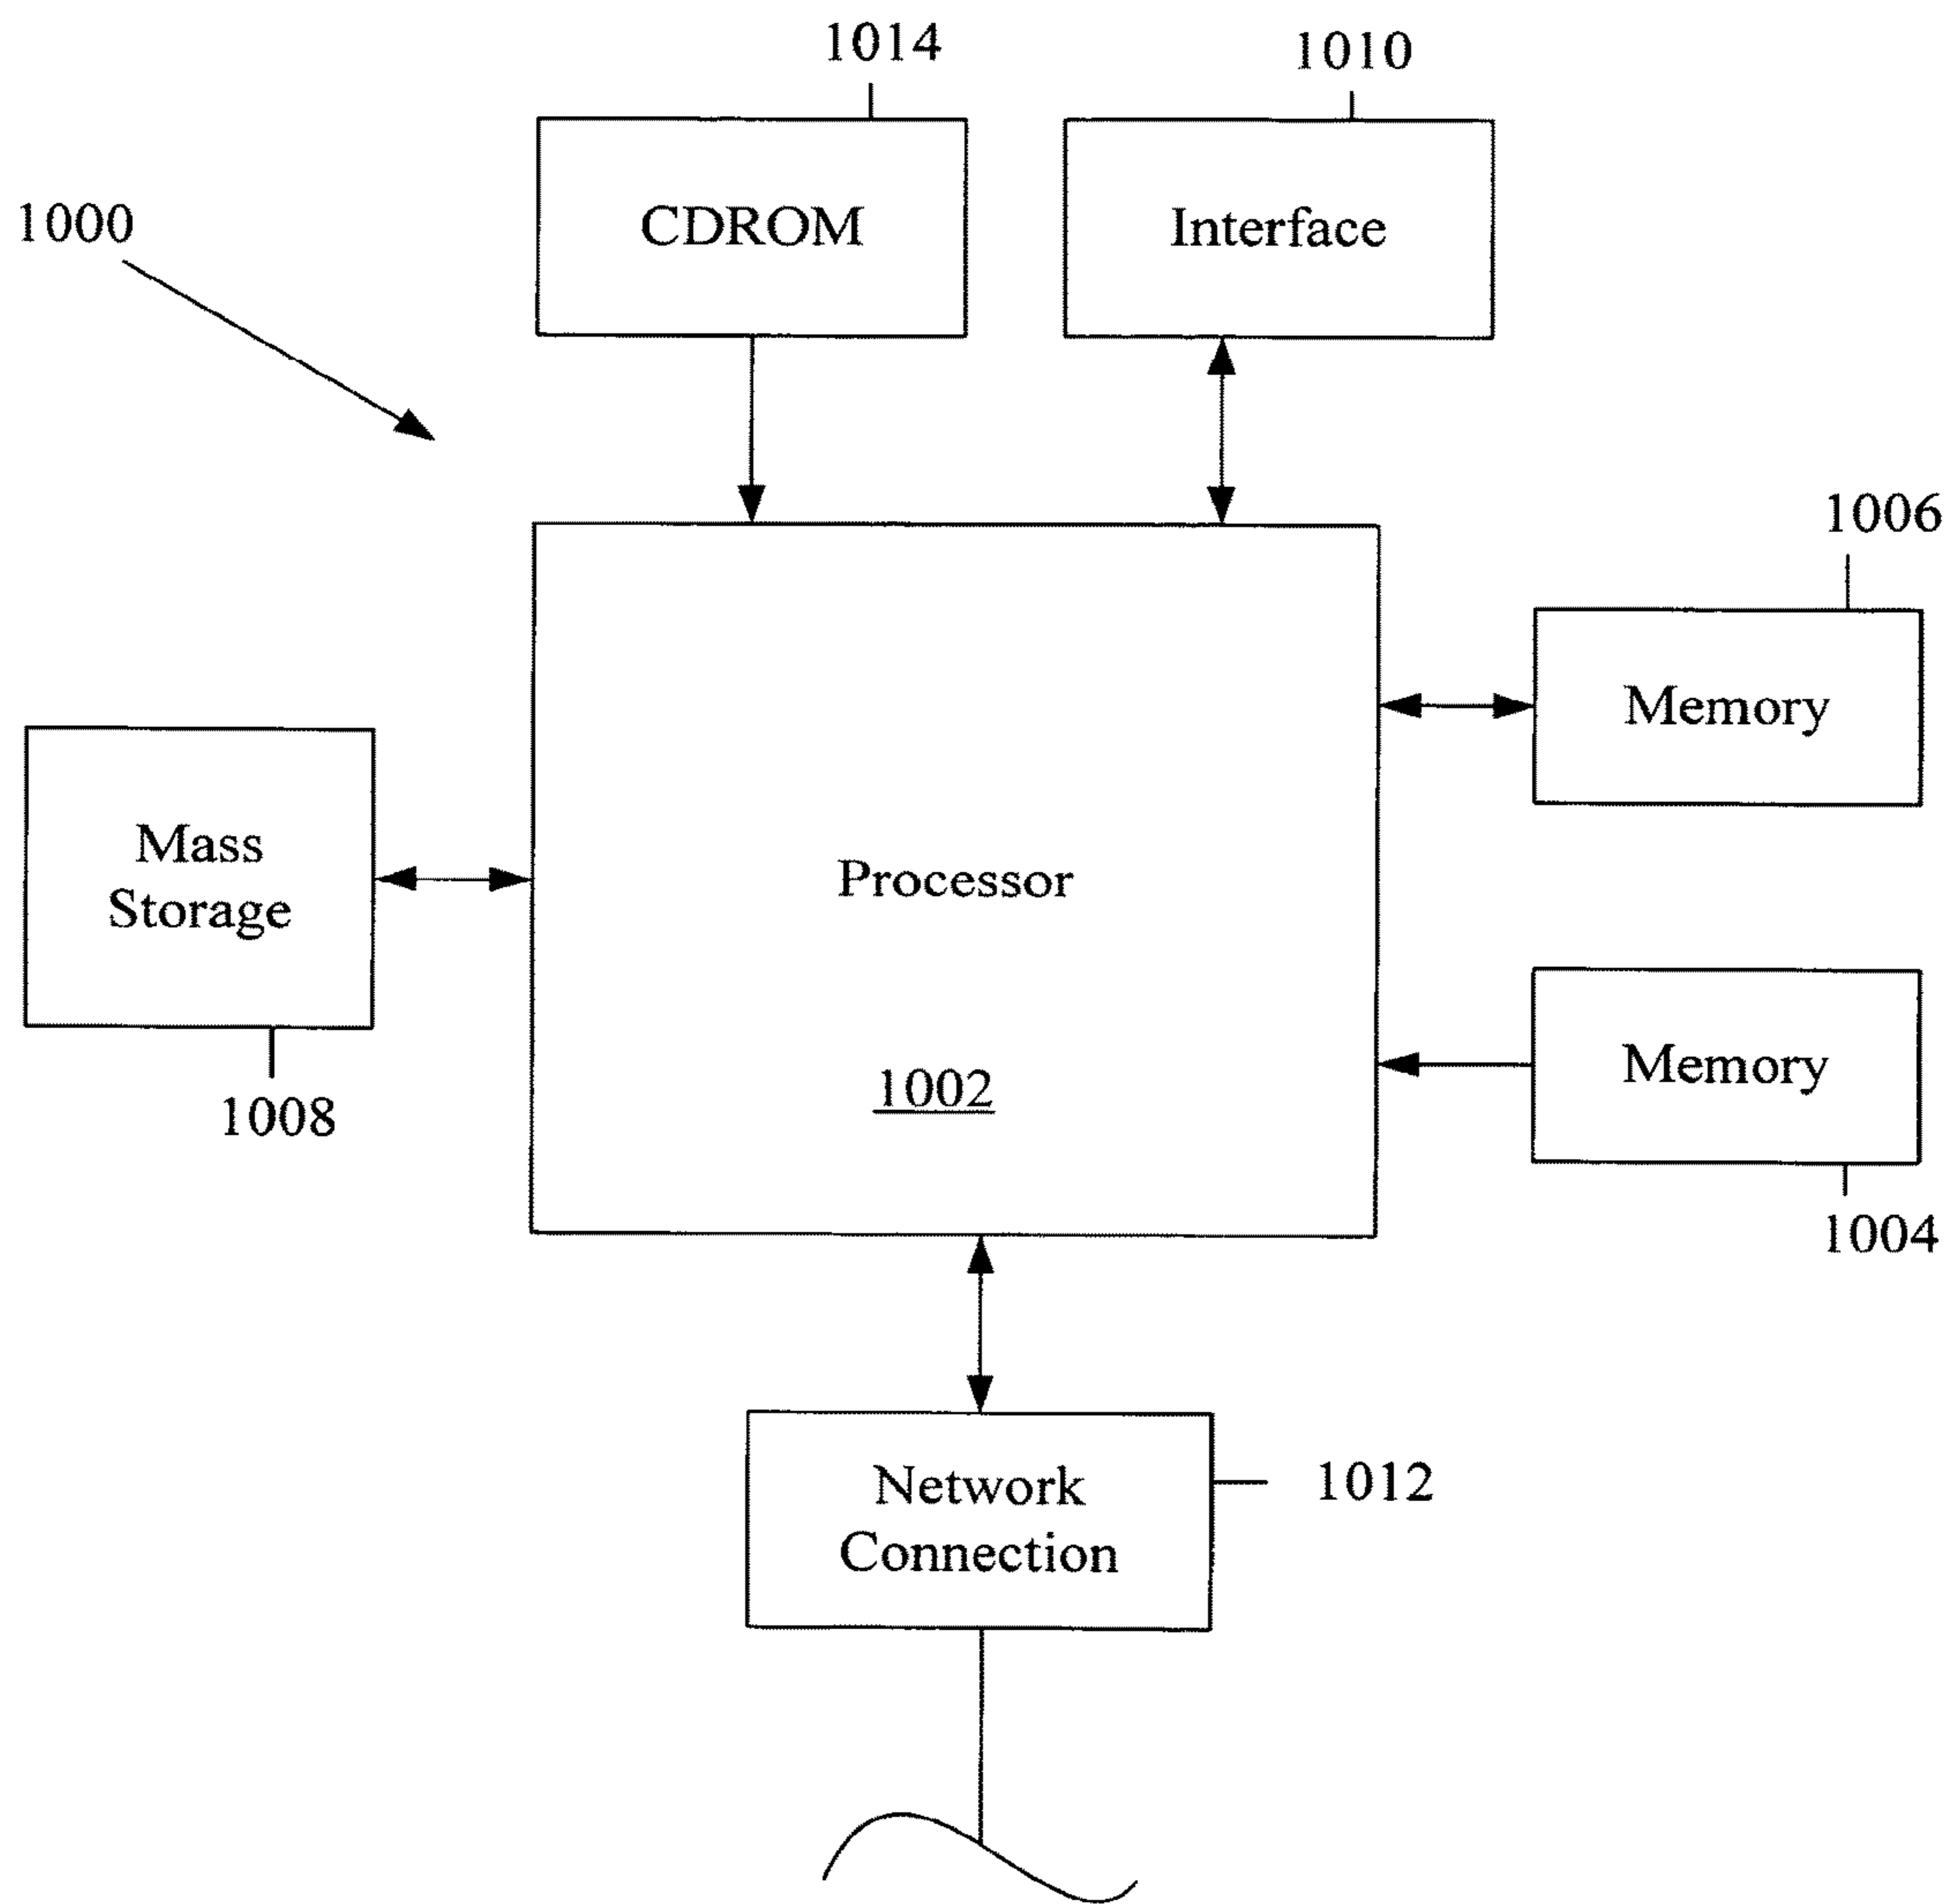 1014
1010
CDROM
Interface
1000
1006
Memory
Mass
Storage
Processor
1002
Memory
1008
1004
Network
Connection
1012